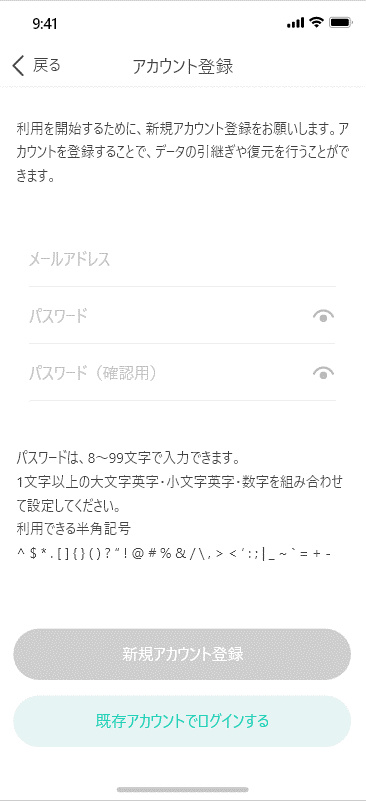 9:41
戻る
アカウント登録
利用を開始するために、新規アカウント登録をお願いします。ア
カウントを登録することで、データの引継ぎや復元を行うことがで
きます。
メールアドレス
パスワード
パスワード（確認用）
パスワードは、8〜99文字で入力できます。
1文字以上の大文字英字・小文字英字・数字を組み合わせ
て設定してください。
利用できる半角記号
^ $ * . [ ] { } ( ) ? " ! @ # % & / \ , > < ' : ; | _ ~ ` = + -
新規アカウント登録
既存アカウントでログインする